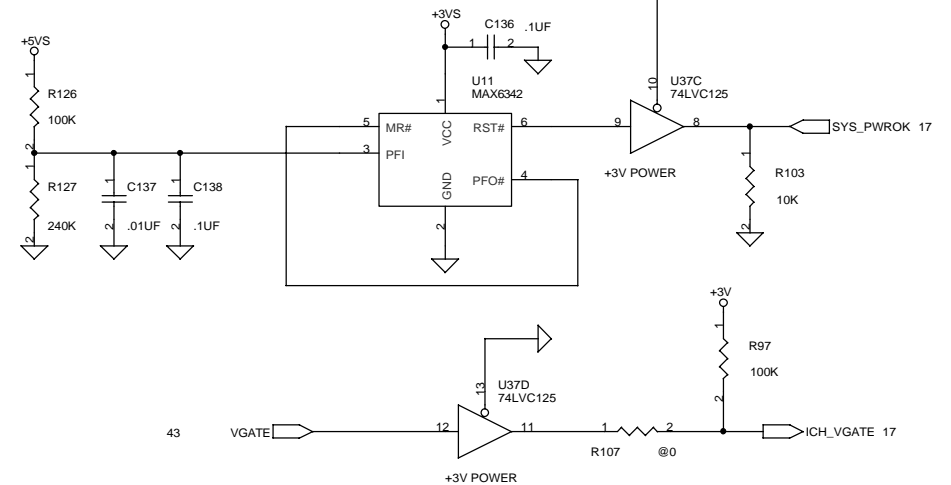 +3VS
C136 .1UF
1 2
+5VS
1
R126
100K
2
U11
MAX6342
1
5 MR# VCC RST# 6
3 PFI
GND PFO# 4
2
10
U37C
74LVC125
9 8
+3V POWER
SYS_PWROK 17
1
R103
10K
2
1
R127
240K
2
1
C137
2 .01UF
1
C138
2 .1UF
+3V
1
R97
100K
2
13
U37D
74LVC125
43 VGATE 12 11
+3V POWER
1 2
R107 @0
ICH_VGATE 17